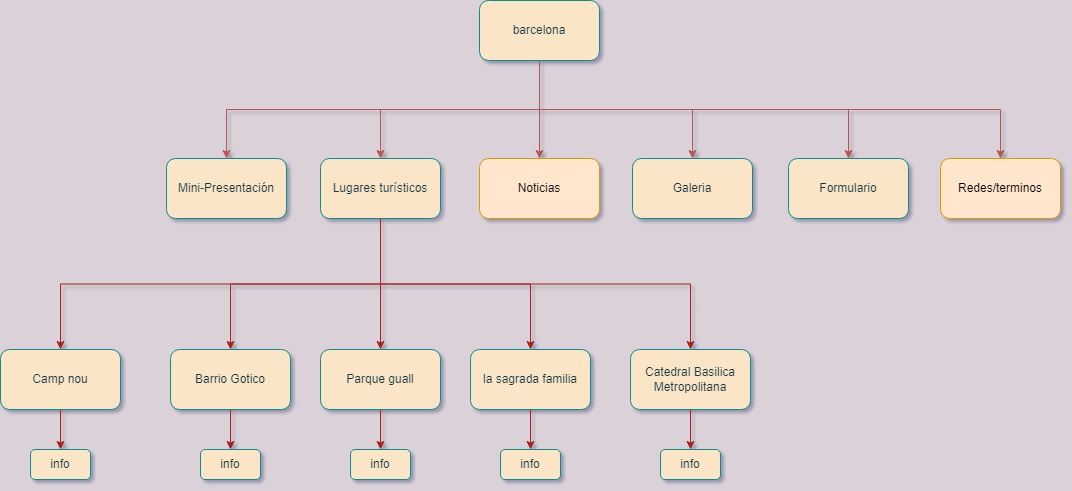 barcelona
Mini-Presentación
Lugares turísticos
Noticias
Galeria
Formulario
Redes/terminos
Camp nou
Barrio Gotico
Parque guall
la sagrada familia
Catedral Basilica
Metropolitana
info
info
info
info
info